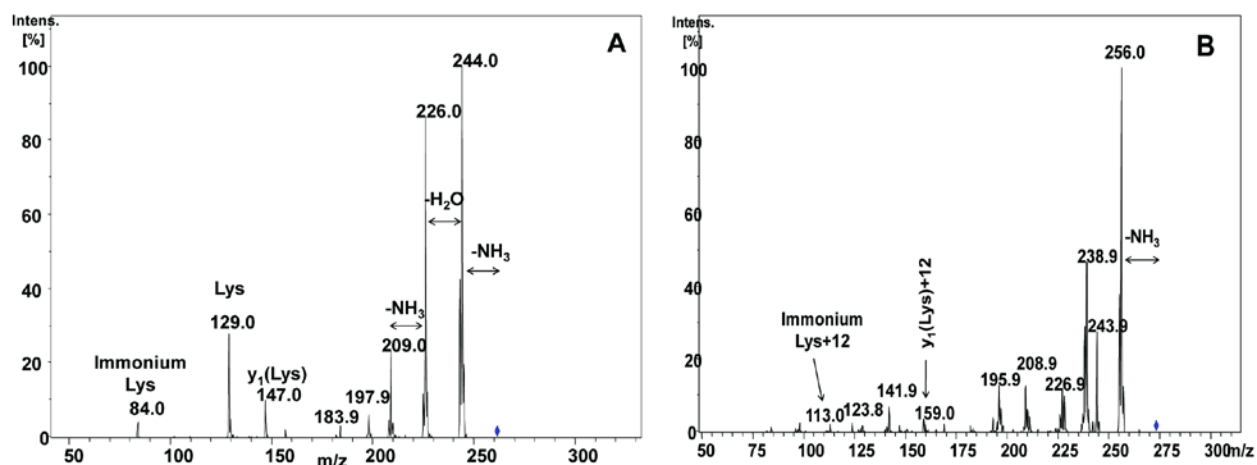 Intens.
[%]
A
100
80
60
40
20
0
244.0
226.0
-H₂O
-NH₃
-NH₃
Lys
129.0
209.0
Immonium
Lys
84.0
y₁(Lys)
147.0
183.9
197.9
50
100
150
200
250
300
m/z
Intens.
[%]
B
100
80
60
40
20
0
256.0
-NH₃
238.9
243.9
y₁(Lys)+12
Immonium
Lys+12
113.0
123.8
141.9
159.0
195.9
208.9
226.9
50
75
100
125
150
175
200
225
250
275
300
m/z